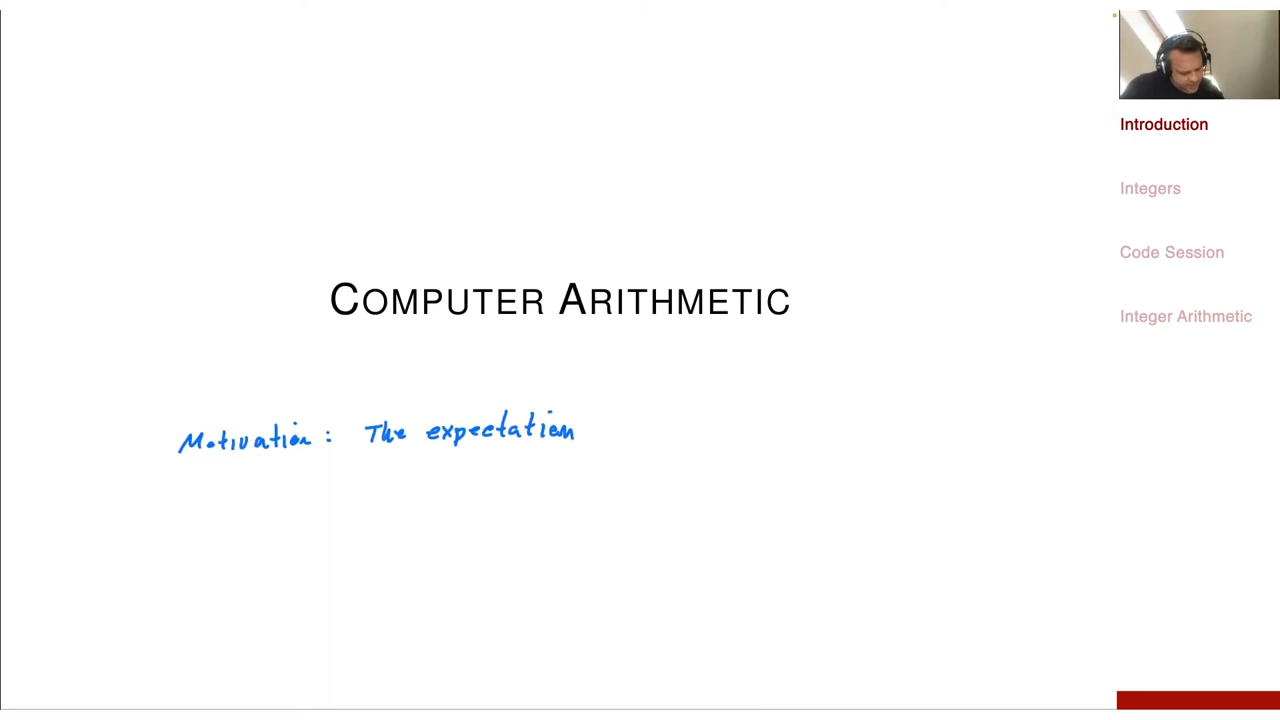 Introduction
Integers
Code Session
Integer Arithmetic
COMPUTER ARITHMETIC
Motivation: The expectation